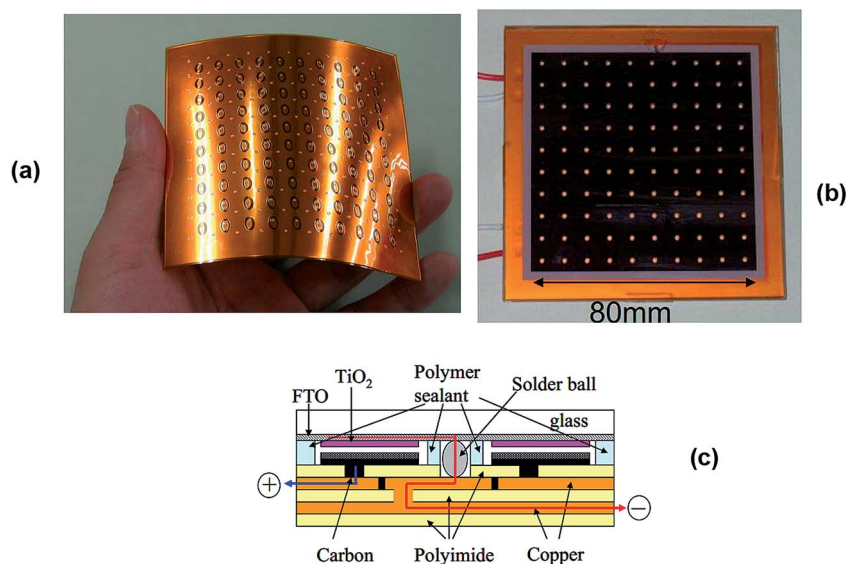 (a)
(b)
80mm
TiO₂
FTO
Polymer
sealant
Solder ball
glass
(c)
+
−
Carbon
Polyimide
Copper